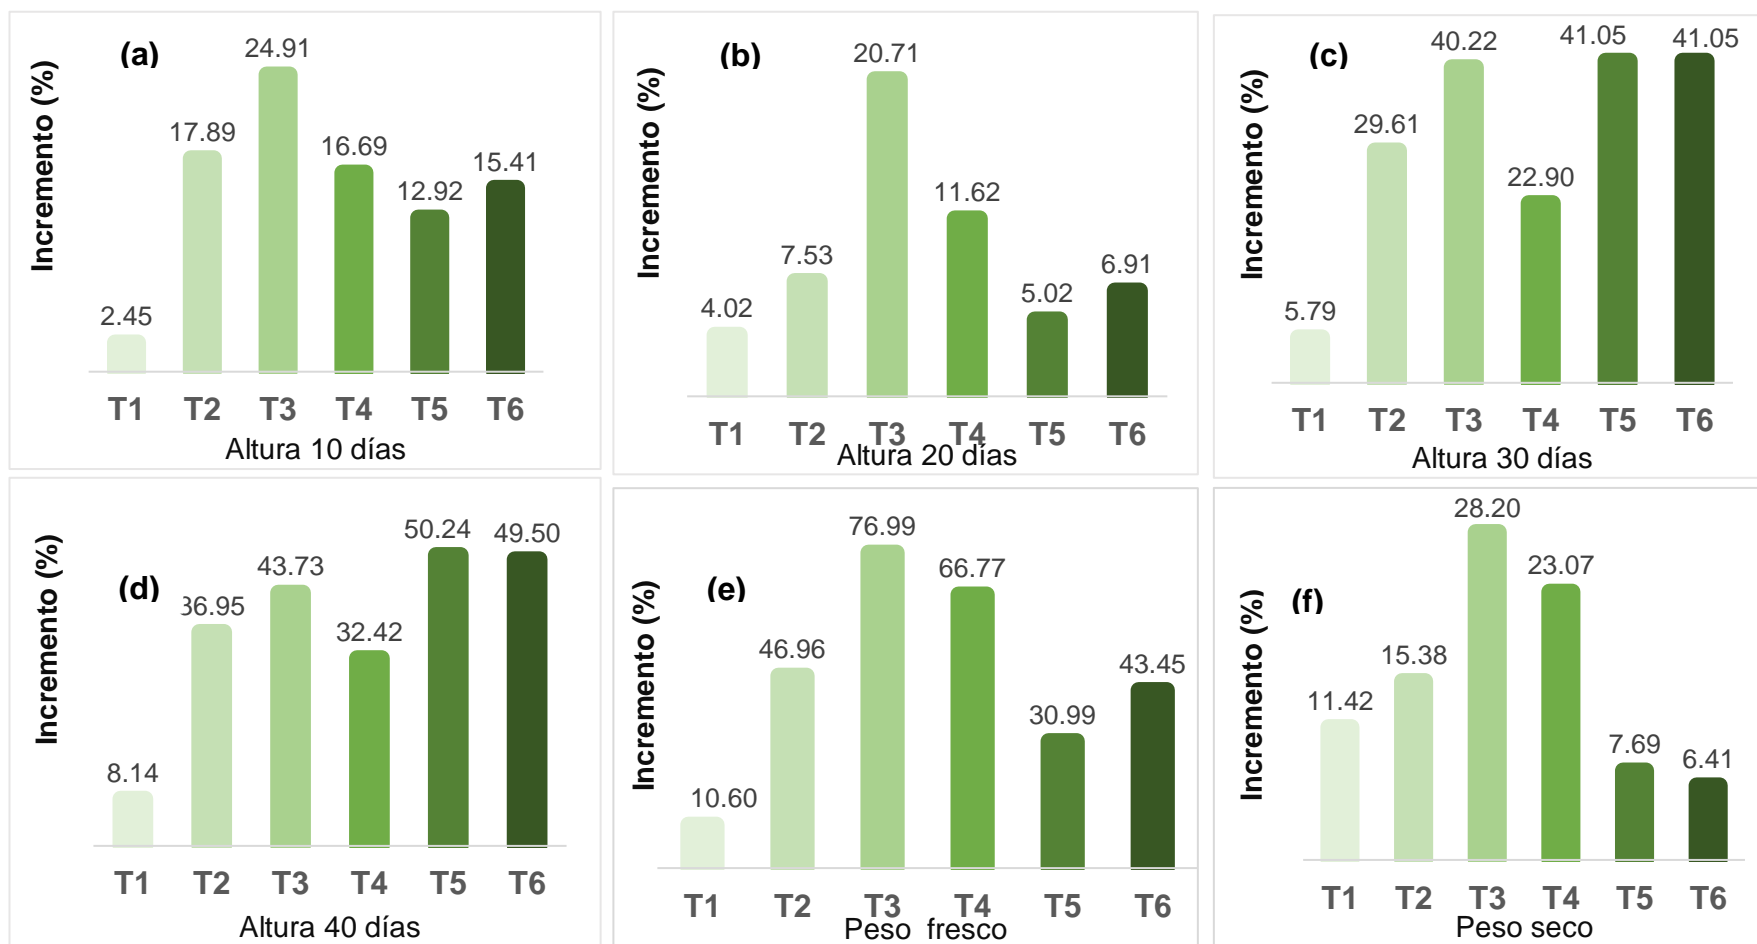 (a)
Incremento (%)
2.45
17.89
24.91
16.69
12.92
15.41
T1 T2 T3 T4 T5 T6
Altura 10 días
(b)
Incremento (%)
4.02
7.53
20.71
11.62
5.02
6.91
T1 T2 T3 T4 T5 T6
Altura 20 días
(c)
Incremento (%)
5.79
29.61
40.22
22.90
41.05
41.05
T1 T2 T3 T4 T5 T6
Altura 30 días
(d)
Incremento (%)
8.14
36.95
43.73
32.42
50.24
49.50
T1 T2 T3 T4 T5 T6
Altura 40 días
(e)
Incremento (%)
10.60
46.96
76.99
66.77
30.99
43.45
T1 T2 T3 T4 T5 T6
Peso fresco
(f)
Incremento (%)
11.42
15.38
28.20
23.07
7.69
6.41
T1 T2 T3 T4 T5 T6
Peso seco